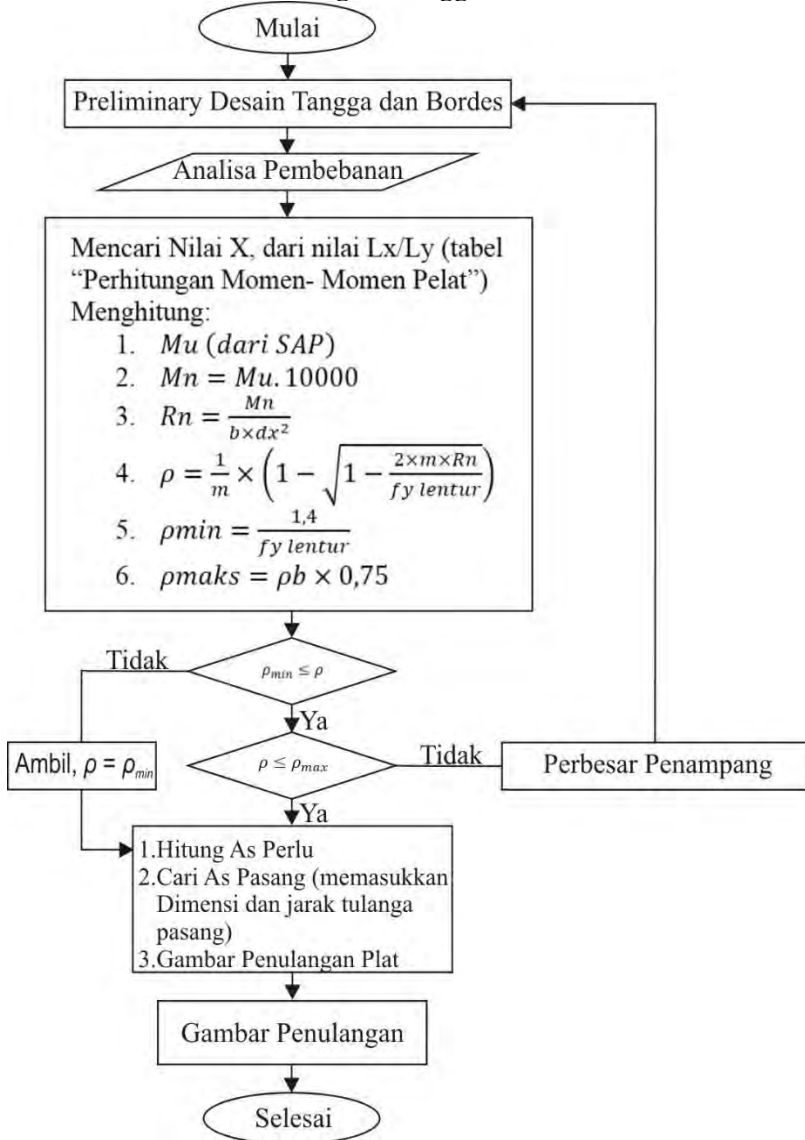 Mulai
Preliminary Desain Tangga dan Bordes
Analisa Pembebanan
Mencari Nilai X, dari nilai Lx/Ly (tabel
“Perhitungan Momen- Momen Pelat”)
Menghitung:
1. Mu (dari SAP)
2. Mn = Mu. 10000
3. Rn = Mn / (b×dx²)
4. ρ = 1/m × (1 − √(1 − (2×m×Rn)/(fy lentur)))
5. ρmin = 1,4 / (fy lentur)
6. ρmaks = ρb × 0,75
Tidak
ρmin ≤ ρ
Ya
Ambil, ρ = ρmin
ρ ≤ ρmax
Tidak
Perbesar Penampang
Ya
1.Hitung As Perlu
2.Cari As Pasang (memasukkan
Dimensi dan jarak tulanga
pasang)
3.Gambar Penulangan Plat
Gambar Penulangan
Selesai